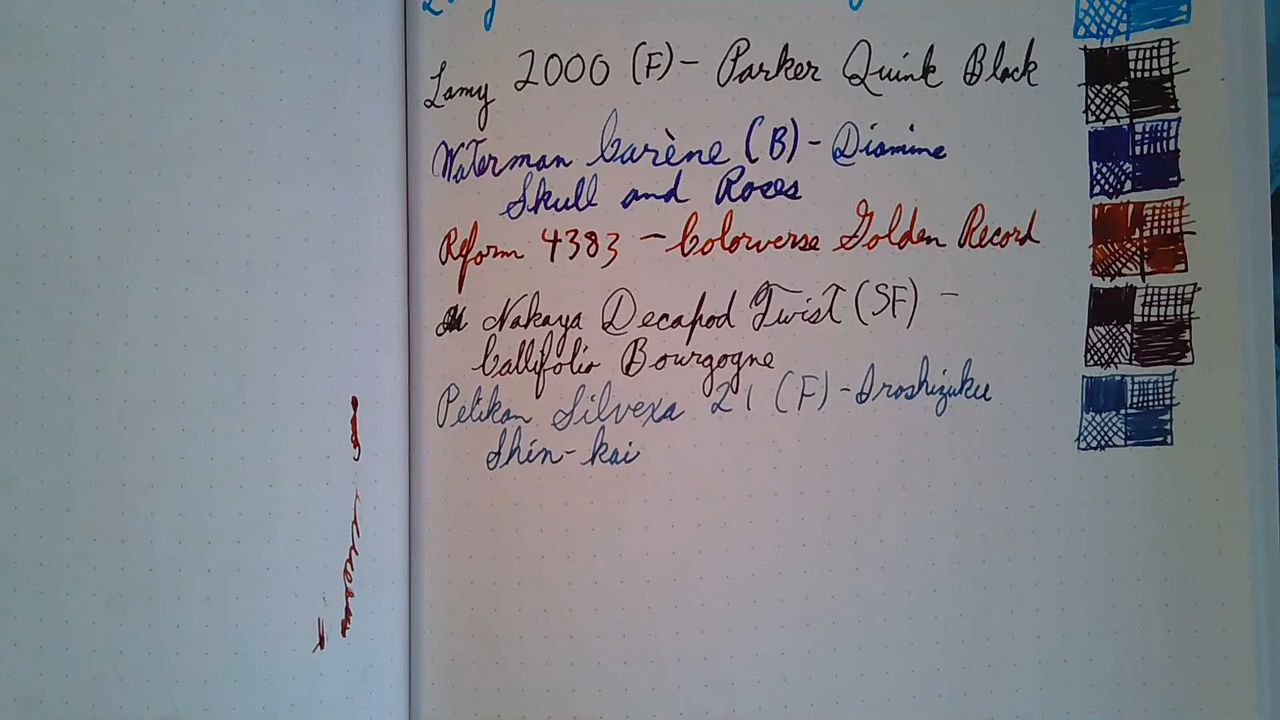 Lamy 2000 (F) - Parker Quink Black
Waterman Carène (B) - Diamine
Skull and Roses
Reform 4383 - Colorverse Golden Record
Nakaya Decapod Twist (SF) -
Callifolio Bourgogne
Pelikan Silvexa 21 (F) - Iroshizuku
Shin-kai